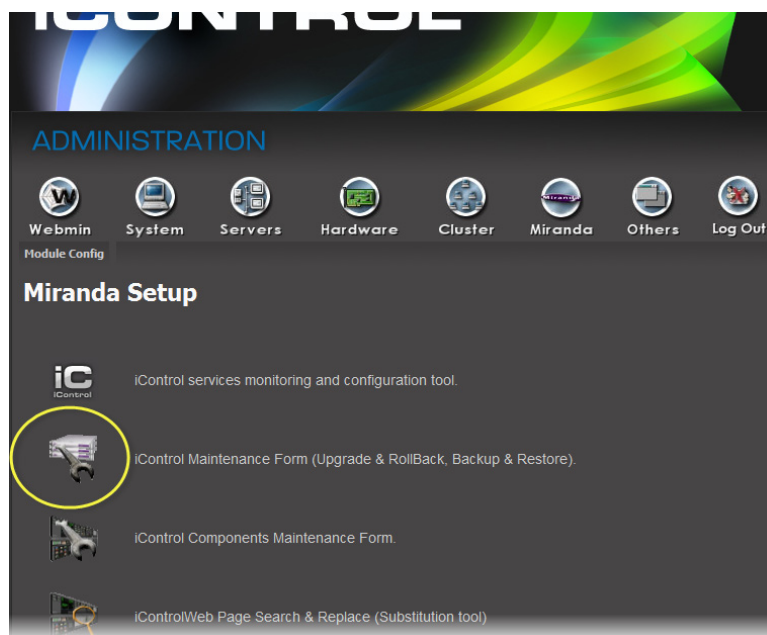 iCONTROL
ADMINISTRATION
Webmin System Servers Hardware Cluster Miranda Others Log Out
Module Config
Miranda Setup
iC
iControl
iControl services monitoring and configuration tool.
iControl Maintenance Form (Upgrade & RollBack, Backup & Restore).
iControl Components Maintenance Form.
iControlWeb Page Search & Replace (Substitution tool)